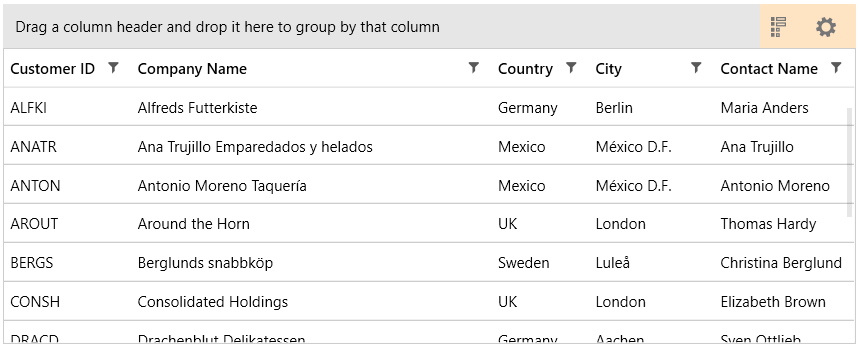 Drag a column header and drop it here to group by that column
Customer ID Company Name Country City Contact Name
ALFKI Alfreds Futterkiste Germany Berlin Maria Anders
ANATR Ana Trujillo Emparedados y helados Mexico México D.F. Ana Trujillo
ANTON Antonio Moreno Taquería Mexico México D.F. Antonio Moreno
AROUT Around the Horn UK London Thomas Hardy
BERGS Berglunds snabbköp Sweden Luleå Christina Berglund
CONSH Consolidated Holdings UK London Elizabeth Brown
DRACD Drachenblut Delikatessen Germany Aachen Sven Ottlieb